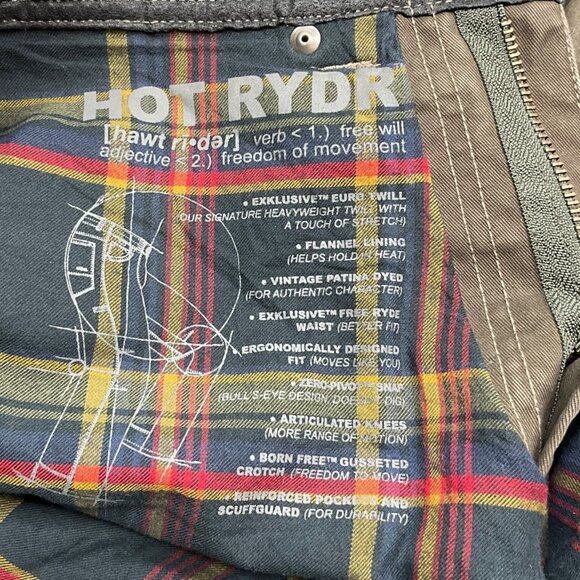 HOT RYDR
[hawt ri•dər] verb < 1.) free will
adjective < 2.) freedom of movement
• EXKLUSIVE™ EURO TWILL
(OUR SIGNATURE HEAVYWEIGHT TWILL WITH
A TOUCH OF STRETCH)
• FLANNEL LINING
(HELPS HOLD IN HEAT)
• VINTAGE PATINA DYED
(FOR AUTHENTIC CHARACTER)
• EXKLUSIVE™ FREE RYDE
WAIST (BETTER FIT)
• ERGONOMICALLY DESIGNED
FIT (MOVES LIKE YOU)
• ZERO-PIVOT™ SNAP
(BULL'S-EYE DESIGN, DOESN'T DIG)
• ARTICULATED KNEES
(MORE RANGE OF MOTION)
• BORN FREE™ GUSSETED
CROTCH (FREEDOM TO MOVE)
• REINFORCED POCKETS AND
SCUFFGUARD (FOR DURABILITY)